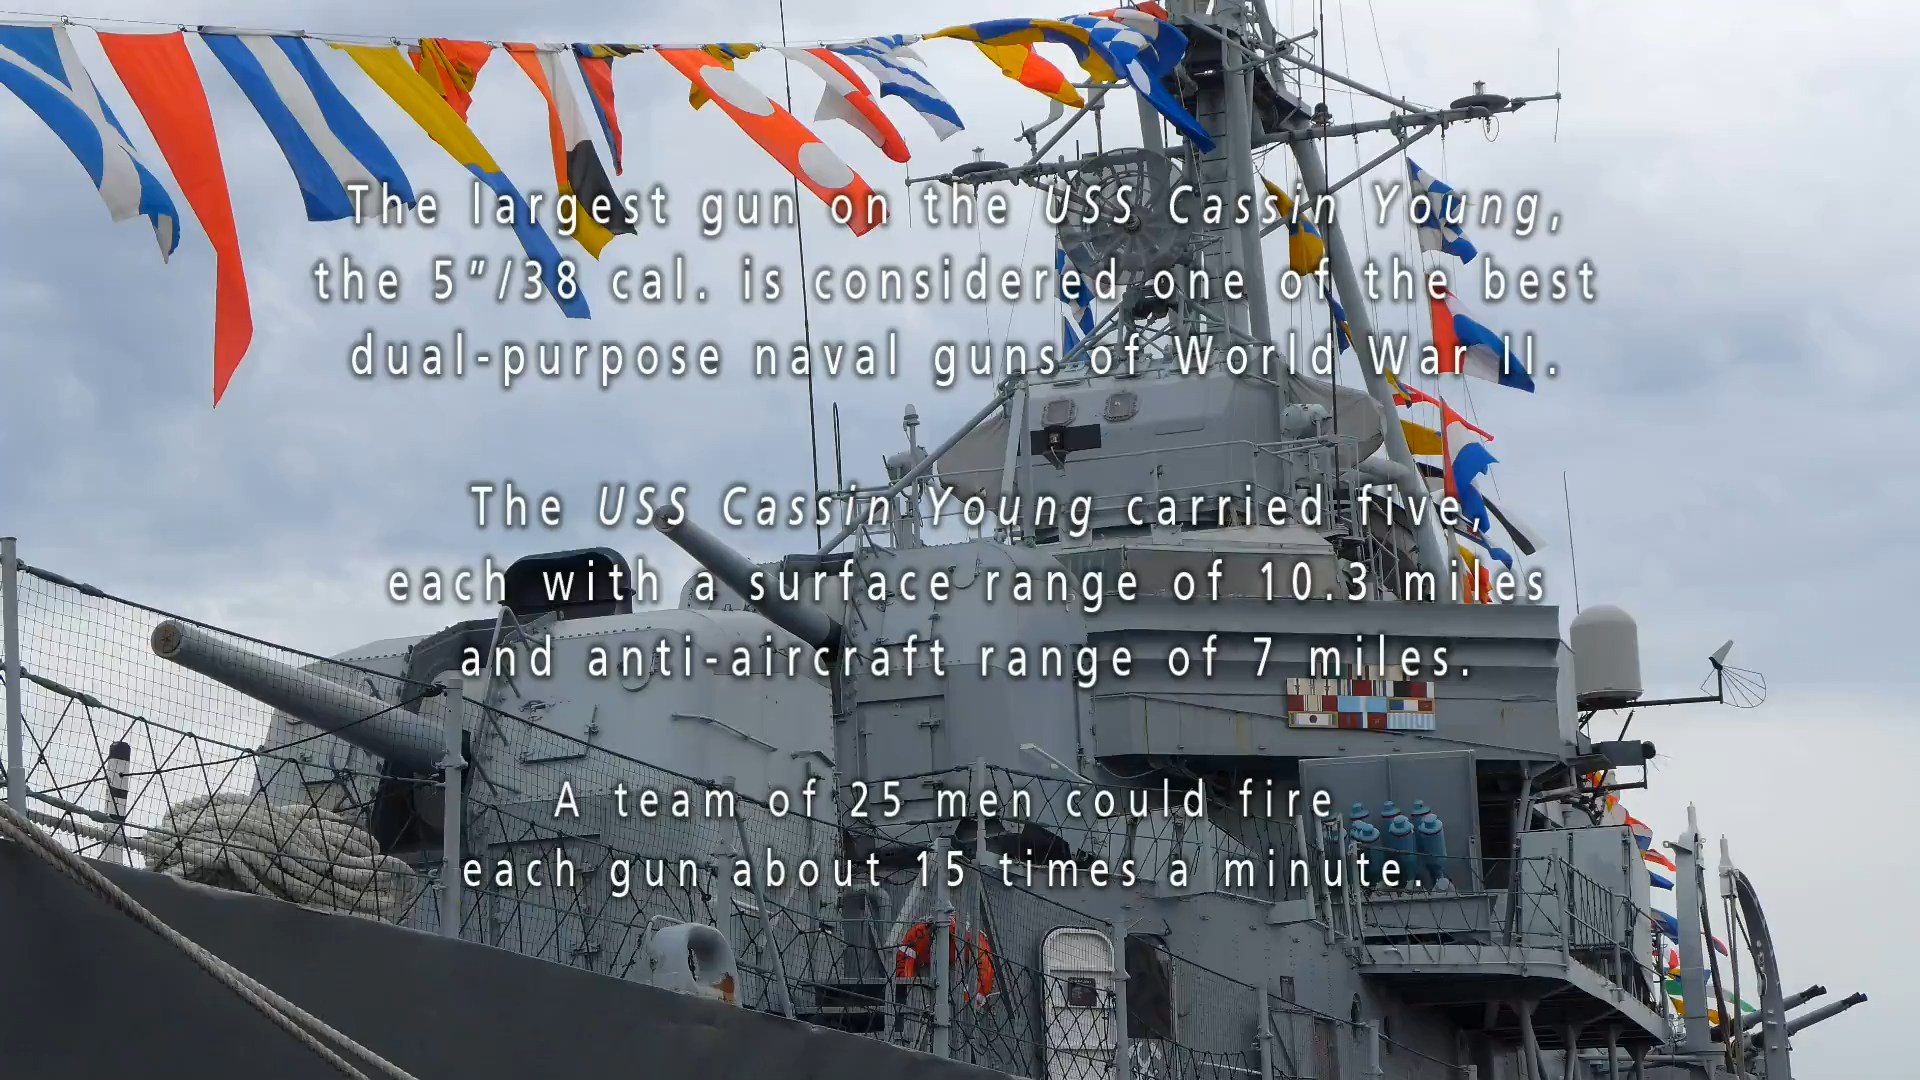 The largest gun on the USS Cassin Young,
the 5”/38 cal. is considered one of the best
dual-purpose naval guns of World War II.
The USS Cassin Young carried five,
each with a surface range of 10.3 miles
and anti-aircraft range of 7 miles.
A team of 25 men could fire
each gun about 15 times a minute.